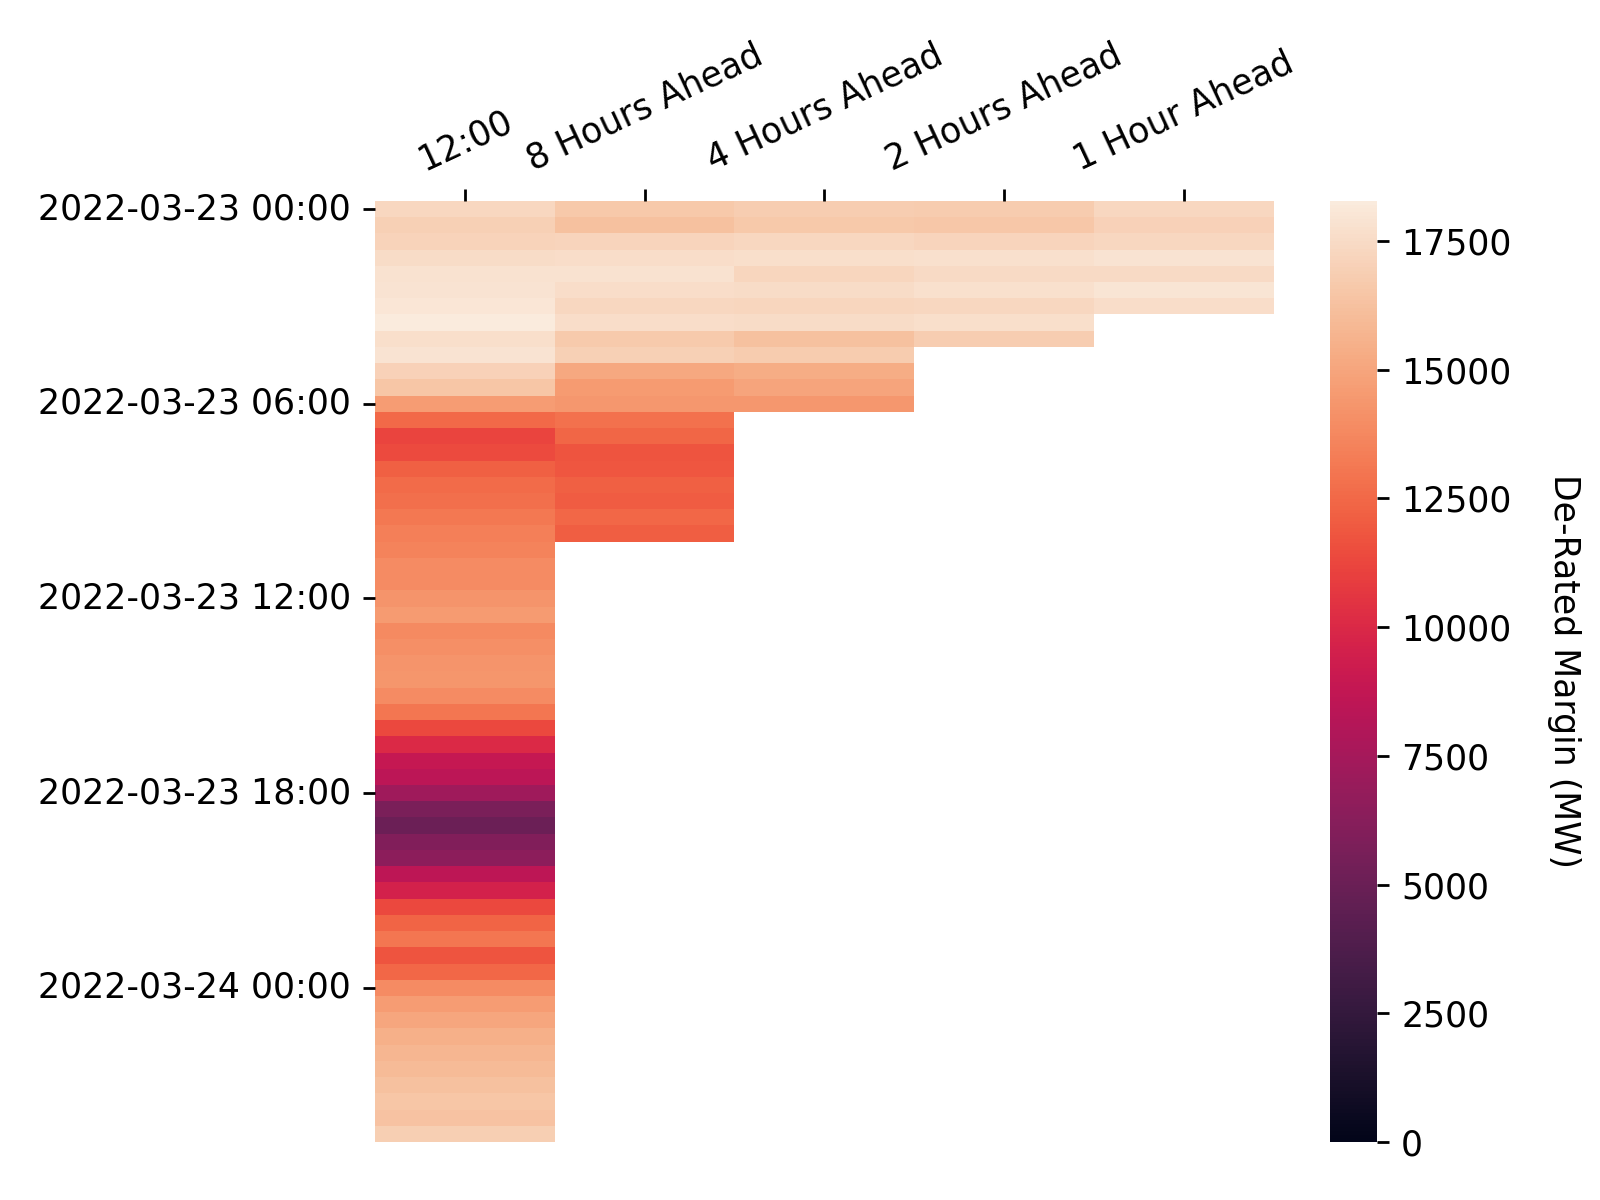 12:00
8 Hours Ahead
4 Hours Ahead
2 Hours Ahead
1 Hour Ahead
2022-03-23 00:00
2022-03-23 06:00
2022-03-23 12:00
2022-03-23 18:00
2022-03-24 00:00
17500
15000
12500
10000
7500
5000
2500
0
De-Rated Margin (MW)